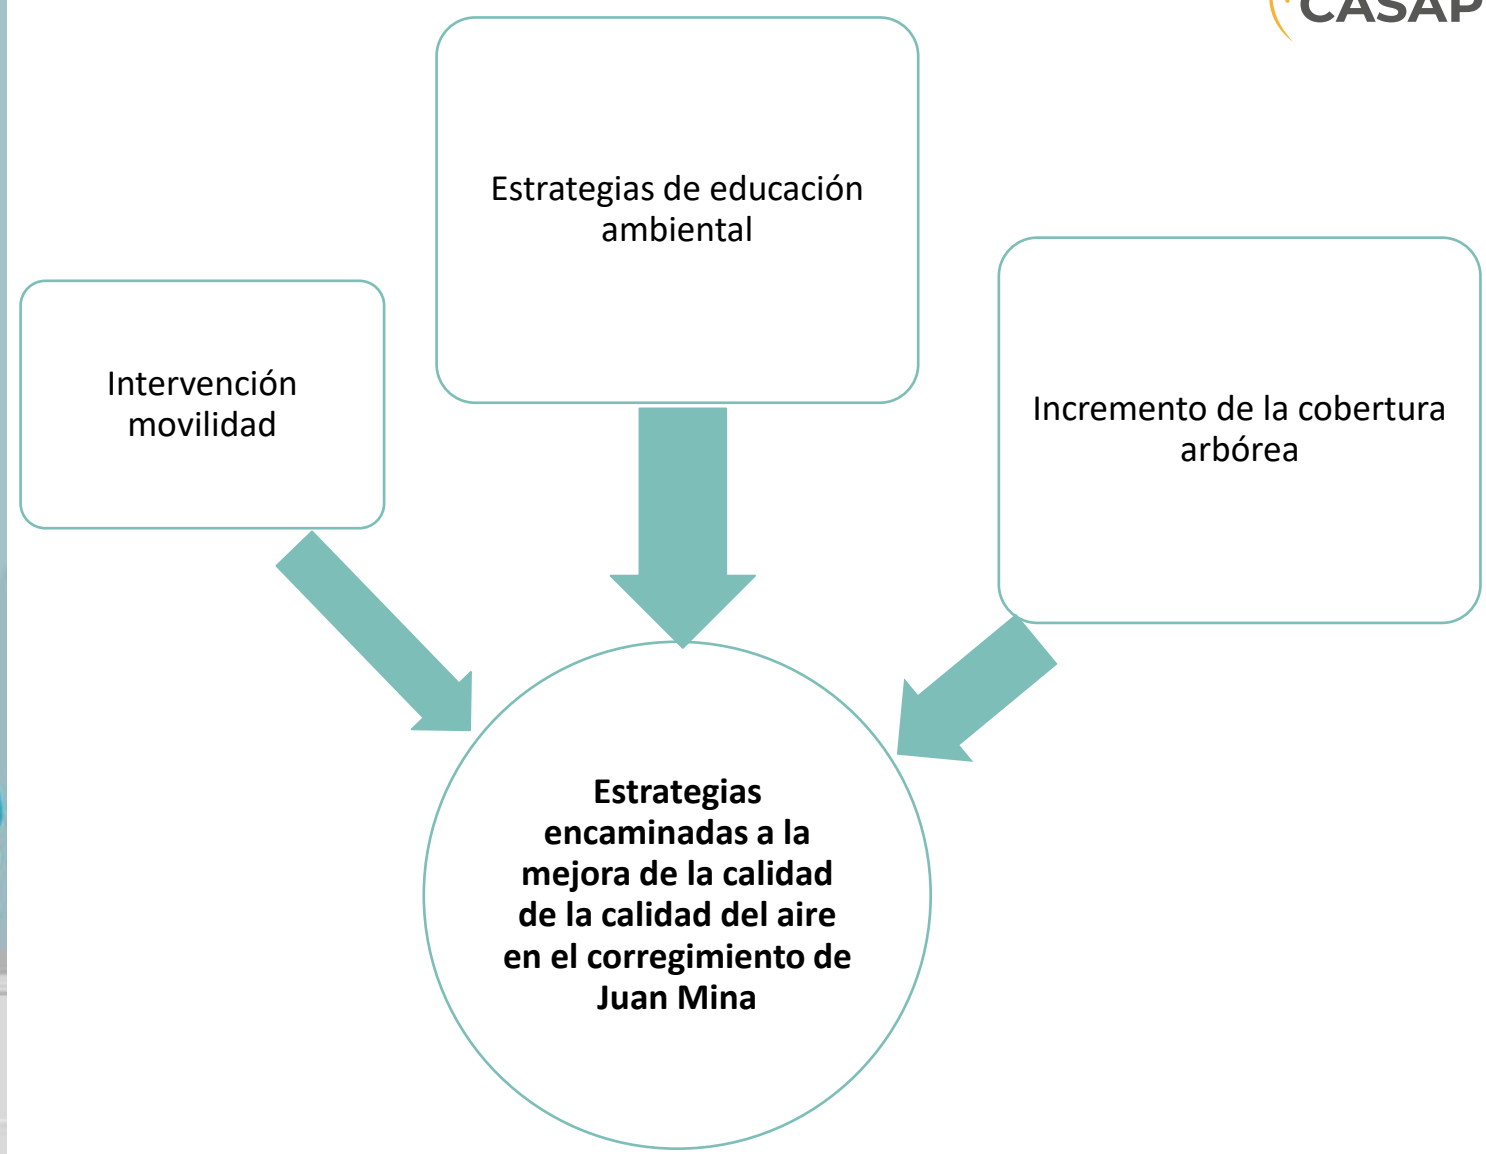 CASAP
Estrategias de educación
ambiental
Intervención
movilidad
Incremento de la cobertura
arbórea
Estrategias
encaminadas a la
mejora de la calidad
de la calidad del aire
en el corregimiento de
Juan Mina